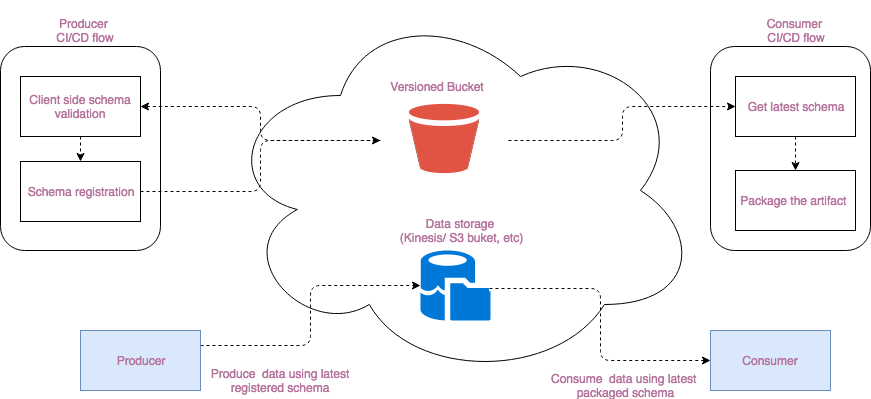 Producer
CI/CD flow
Consumer
CI/CD flow
Client side schema
validation
Schema registration
Versioned Bucket
Get latest schema
Package the artifact
Data storage
(Kinesis/ S3 buket, etc)
Producer
Produce data using latest
registered schema
Consume data using latest
packaged schema
Consumer